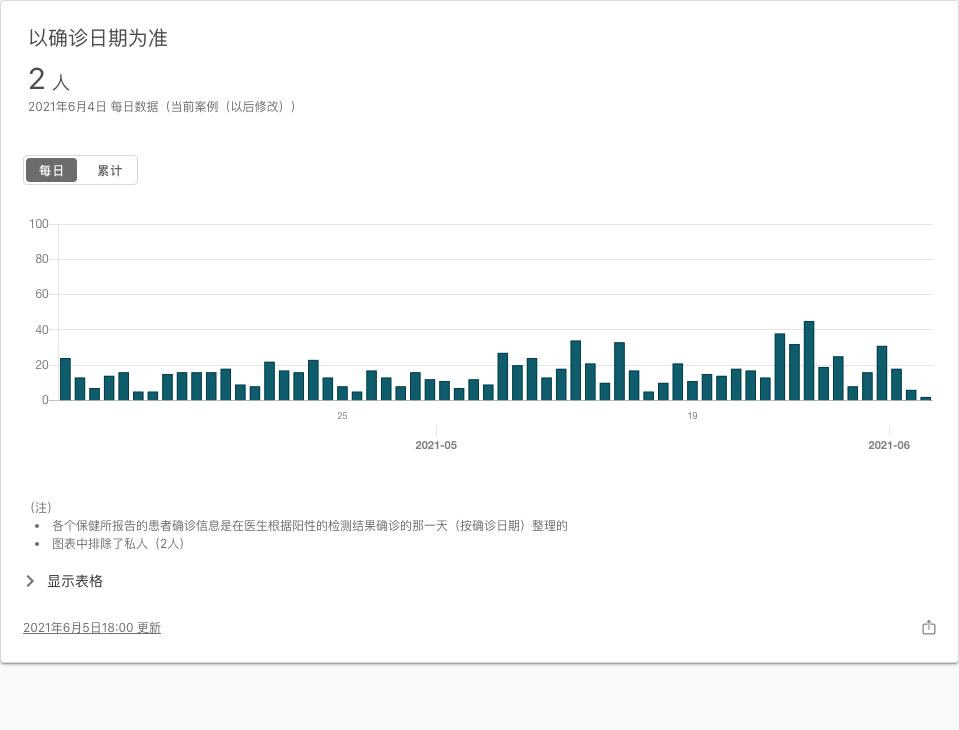 以确诊日期为准
2 人
2021年6月4日 每日数据（当前案例（以后修改））
每日 累计
100
80
60
40
20
0
25 19
2021-05 2021-06
（注）
• 各个保健所报告的患者确诊信息是在医生根据阳性的检测结果确诊的那一天（按确诊日期）整理的
• 图表中排除了私人（2人）
显示表格
2021年6月5日18:00 更新